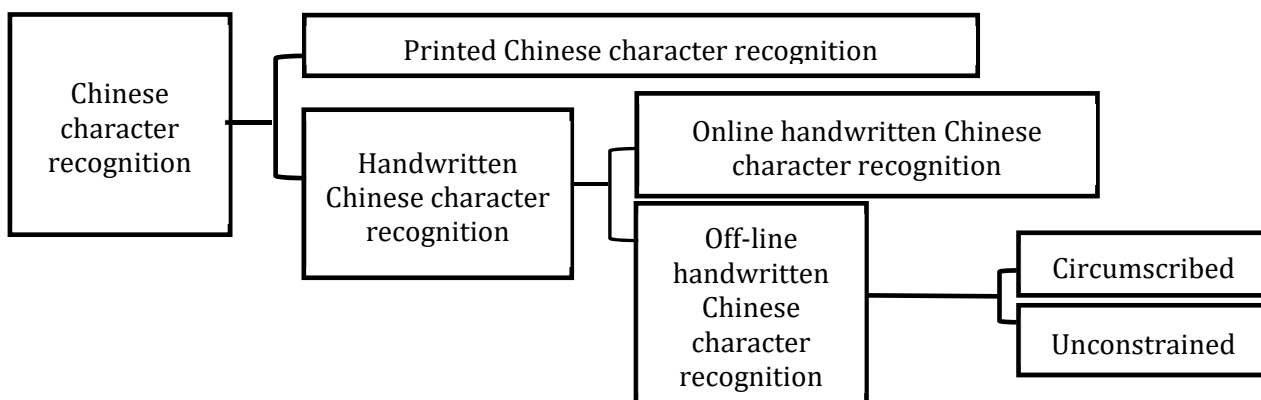 Chinese
character
recognition
Printed Chinese character recognition
Handwritten
Chinese character
recognition
Online handwritten Chinese
character recognition
Off-line
handwritten
Chinese
character
recognition
Circumscribed
Unconstrained